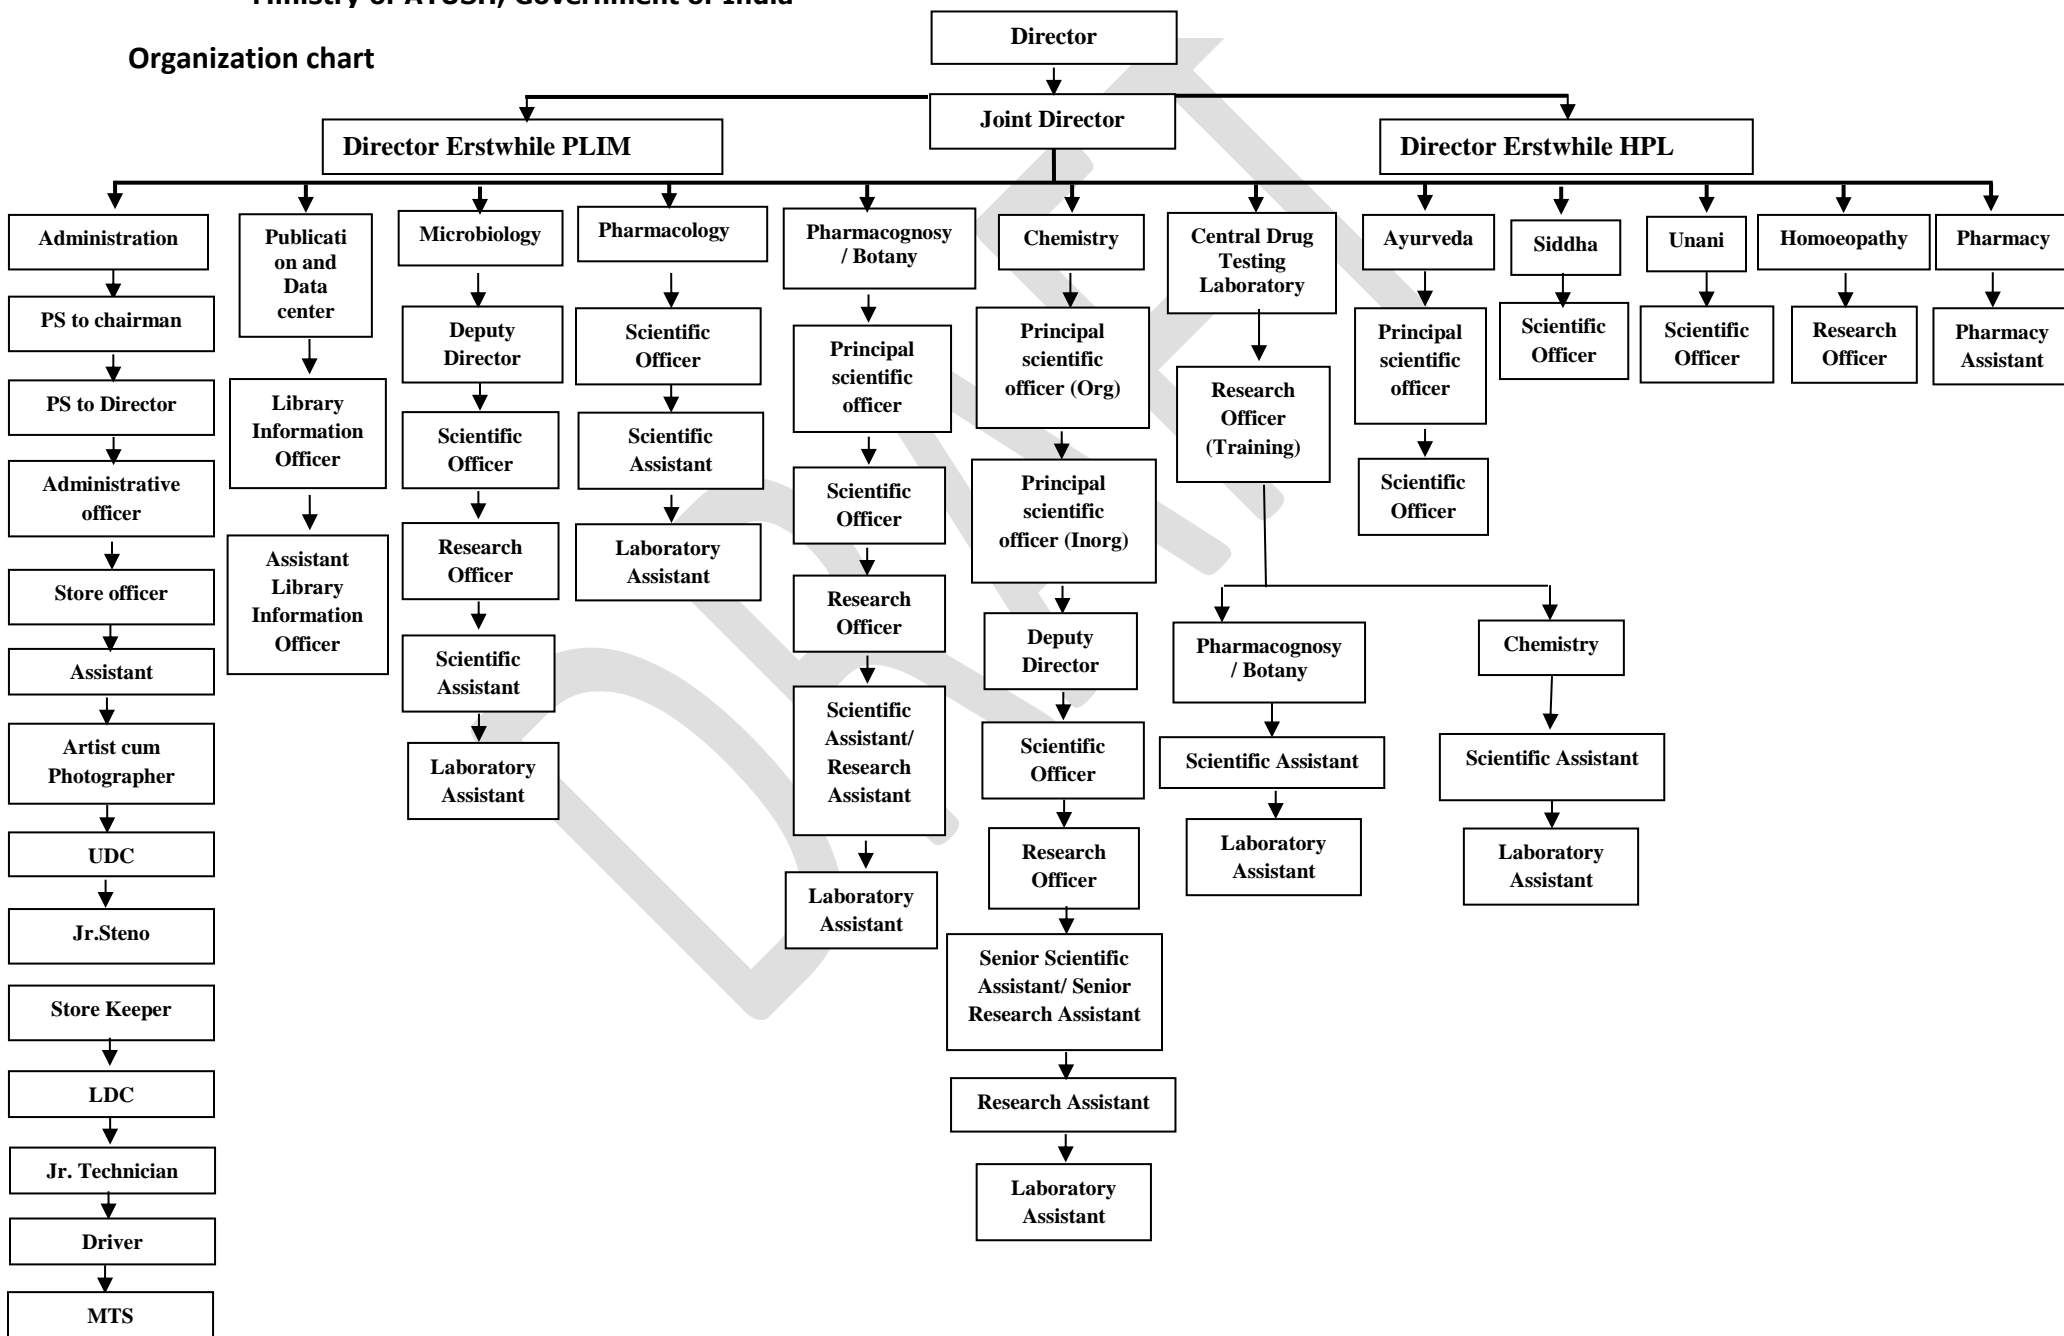 Ministry of AYUSH, Government of India
Organization chart
Director
Joint Director
Director Erstwhile PLIM
Director Erstwhile HPL
Administration
PS to chairman
PS to Director
Administrative
officer
Store officer
Assistant
Artist cum
Photographer
UDC
Jr.Steno
Store Keeper
LDC
Jr. Technician
Driver
MTS
Publicati
on and
Data
center
Library
Information
Officer
Assistant
Library
Information
Officer
Microbiology
Deputy
Director
Scientific
Officer
Research
Officer
Scientific
Assistant
Laboratory
Assistant
Pharmacology
Scientific
Officer
Scientific
Assistant
Laboratory
Assistant
Pharmacognosy
/ Botany
Principal
scientific
officer
Scientific
Officer
Research
Officer
Scientific
Assistant/
Research
Assistant
Laboratory
Assistant
Chemistry
Principal
scientific
officer (Org)
Principal
scientific
officer (Inorg)
Deputy
Director
Scientific
Officer
Research
Officer
Senior Scientific
Assistant/ Senior
Research Assistant
Research Assistant
Laboratory
Assistant
Central Drug
Testing
Laboratory
Research
Officer
(Training)
Pharmacognosy
/ Botany
Scientific Assistant
Laboratory
Assistant
Chemistry
Scientific Assistant
Laboratory
Assistant
Ayurveda
Principal
scientific
officer
Scientific
Officer
Siddha
Scientific
Officer
Unani
Scientific
Officer
Homoeopathy
Research
Officer
Pharmacy
Pharmacy
Assistant
DRAFT